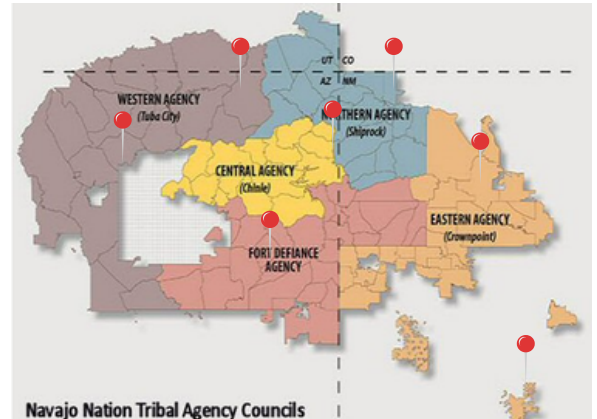 UT CO
AZ NM
WESTERN AGENCY
(Tuba City)
NORTHERN AGENCY
(Shiprock)
CENTRAL AGENCY
(Chinle)
EASTERN AGENCY
(Crownpoint)
FORT DEFIANCE
AGENCY
Navajo Nation Tribal Agency Councils